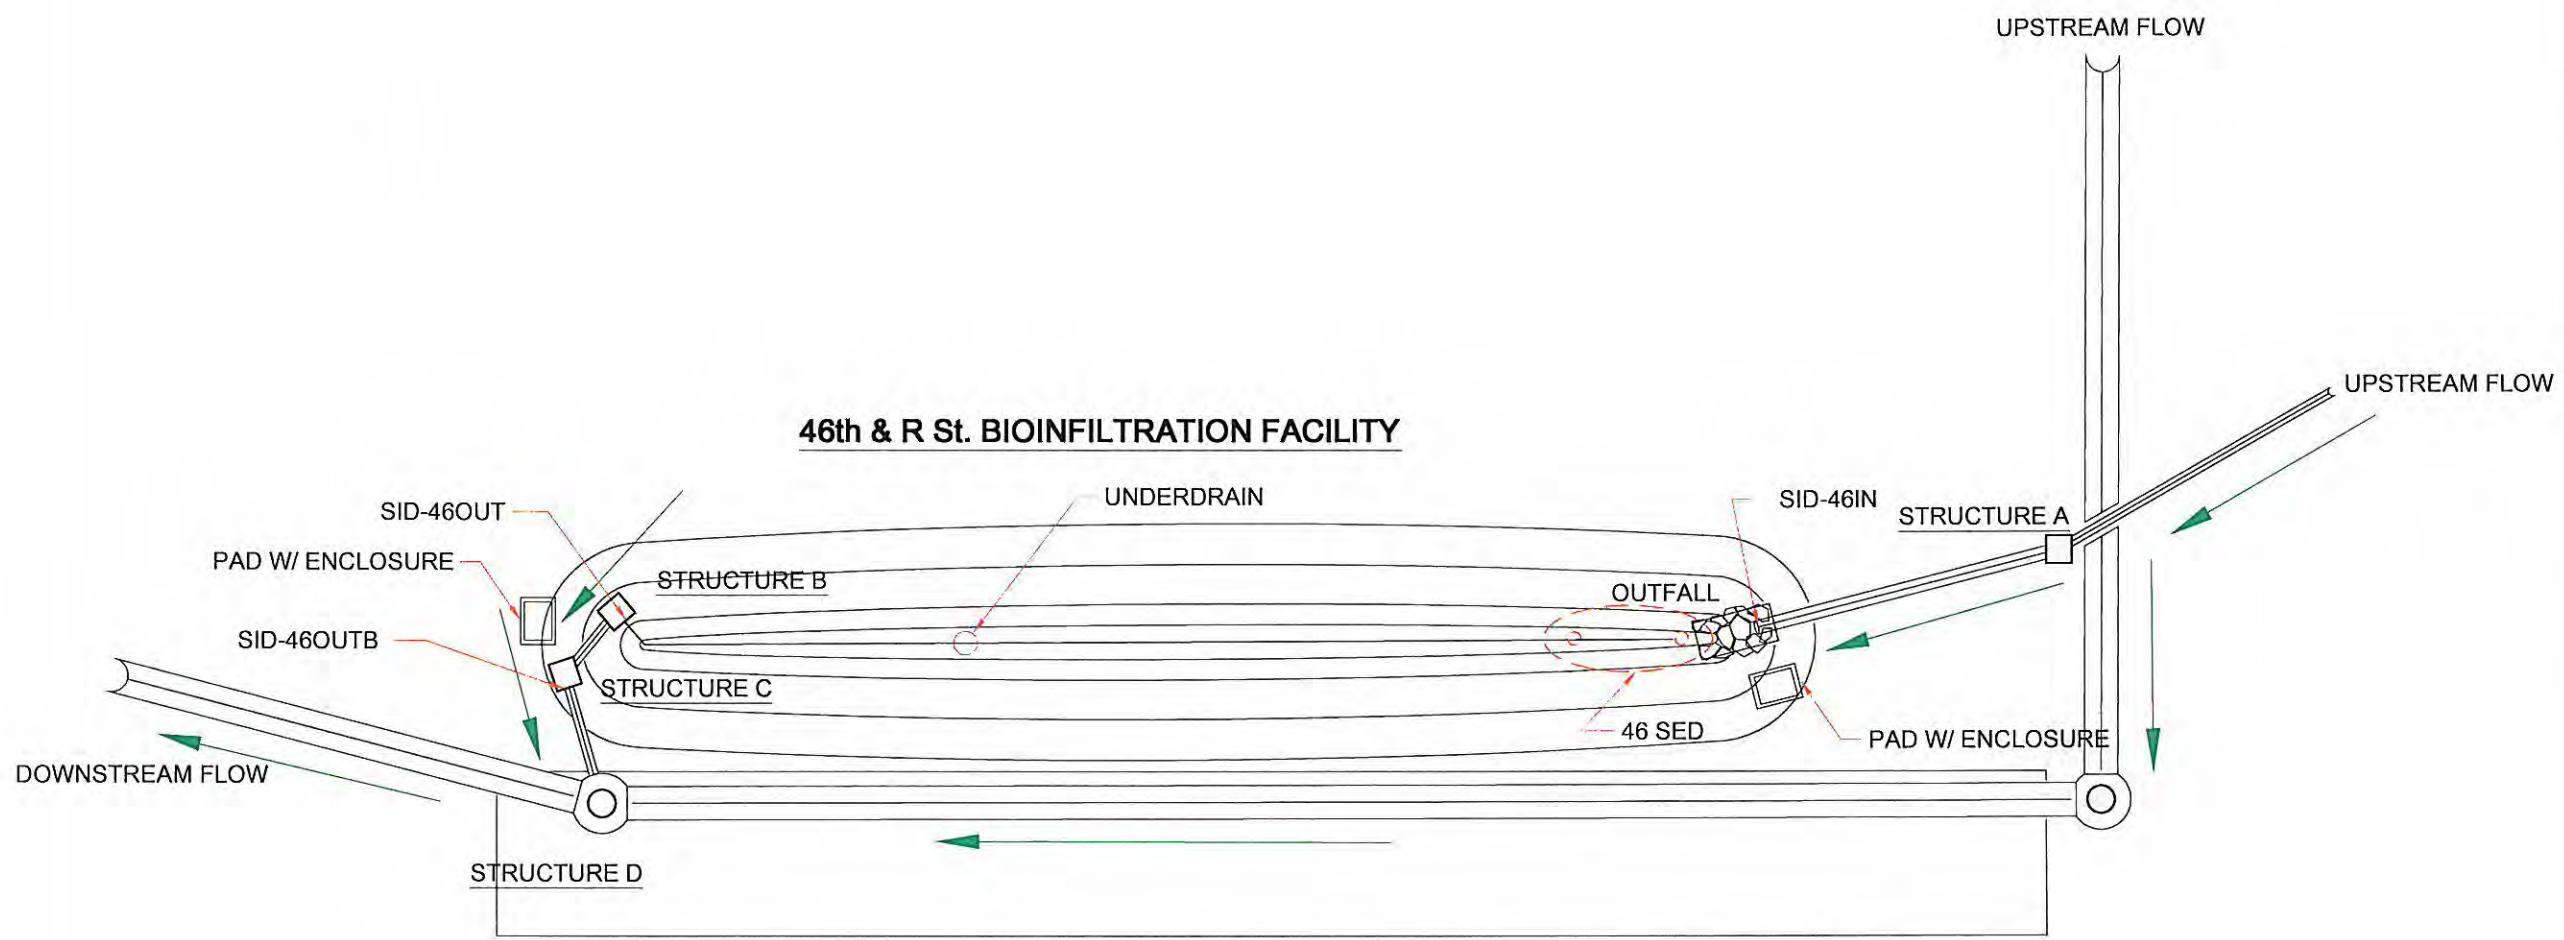 UPSTREAM FLOW
UPSTREAM FLOW
46th & R St. BIOINFILTRATION FACILITY
UNDERDRAIN
SID-46IN
SID-46OUT
STRUCTURE A
PAD W/ ENCLOSURE
STRUCTURE B
OUTFALL
SID-46OUTB
STRUCTURE C
46 SED
PAD W/ ENCLOSURE
DOWNSTREAM FLOW
STRUCTURE D